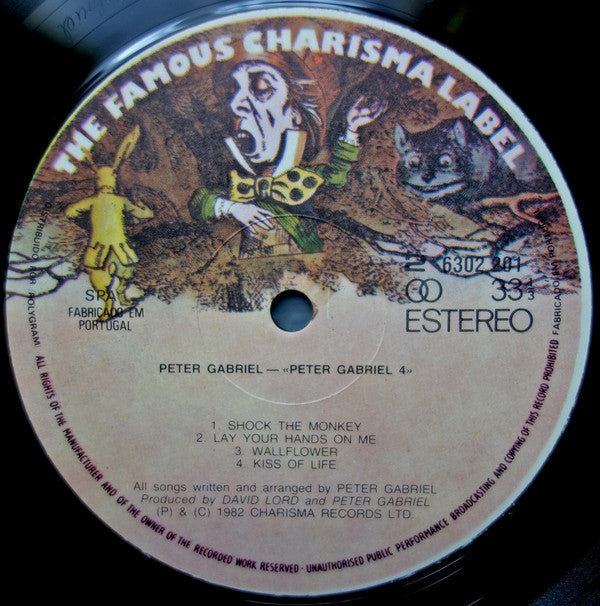 THE FAMOUS CHARISMA LABEL
2 6302 201
33 1/3
ESTEREO
SPA
FABRICADO EM
PORTUGAL
DISTRIBUIDO POR POLYGRAM
FABRICADO EM
PETER GABRIEL — «PETER GABRIEL 4»
1. SHOCK THE MONKEY
2. LAY YOUR HANDS ON ME
3. WALLFLOWER
4. KISS OF LIFE
All songs written and arranged by PETER GABRIEL
Produced by DAVID LORD and PETER GABRIEL
(P) & (C) 1982 CHARISMA RECORDS LTD.
ALL RIGHTS OF THE MANUFACTURER AND OF THE OWNER OF THE RECORDED WORK RESERVED · UNAUTHORISED PUBLIC PERFORMANCE BROADCASTING AND COPYING OF THIS RECORD PROHIBITED